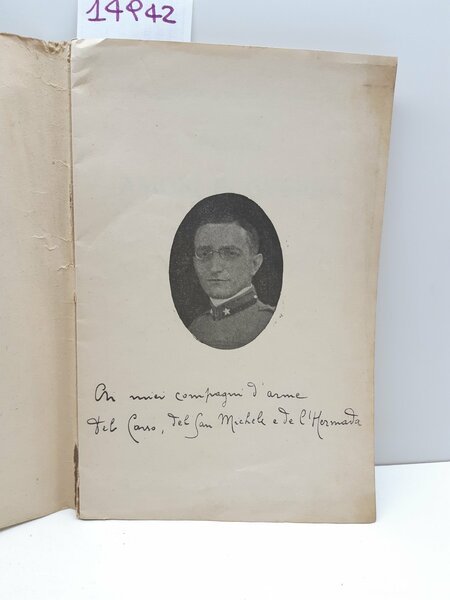 14942
Ai miei compagni d'arme
del Carso, del San Michele e de l'Hermada